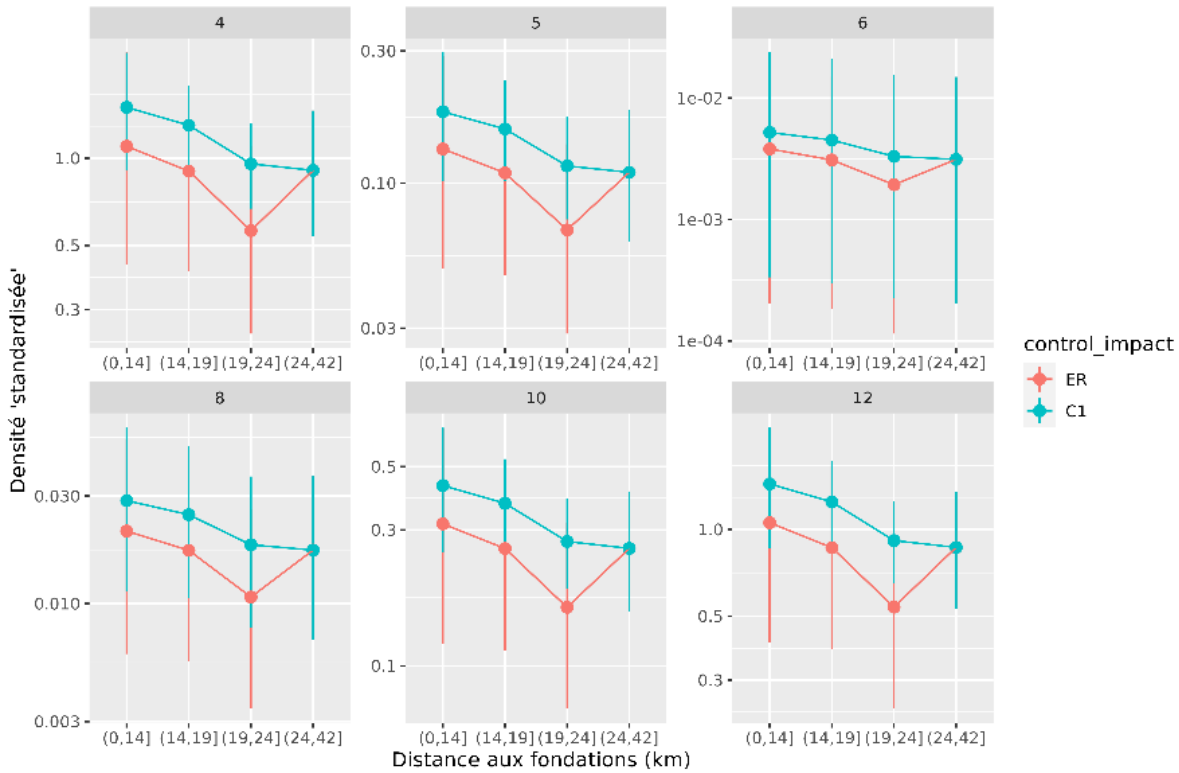 4
5
6
1.0
0.5
0.3
0.30
0.10
0.03
1e-02
1e-03
1e-04
(0,14] (14,19] (19,24] (24,42]
(0,14] (14,19] (19,24] (24,42]
(0,14] (14,19] (19,24] (24,42]
8
10
12
0.030
0.010
0.003
0.5
0.3
0.1
1.0
0.5
0.3
(0,14] (14,19] (19,24] (24,42]
(0,14] (14,19] (19,24] (24,42]
(0,14] (14,19] (19,24] (24,42]
Densité 'standardisée'
Distance aux fondations (km)
control_impact
ER
C1